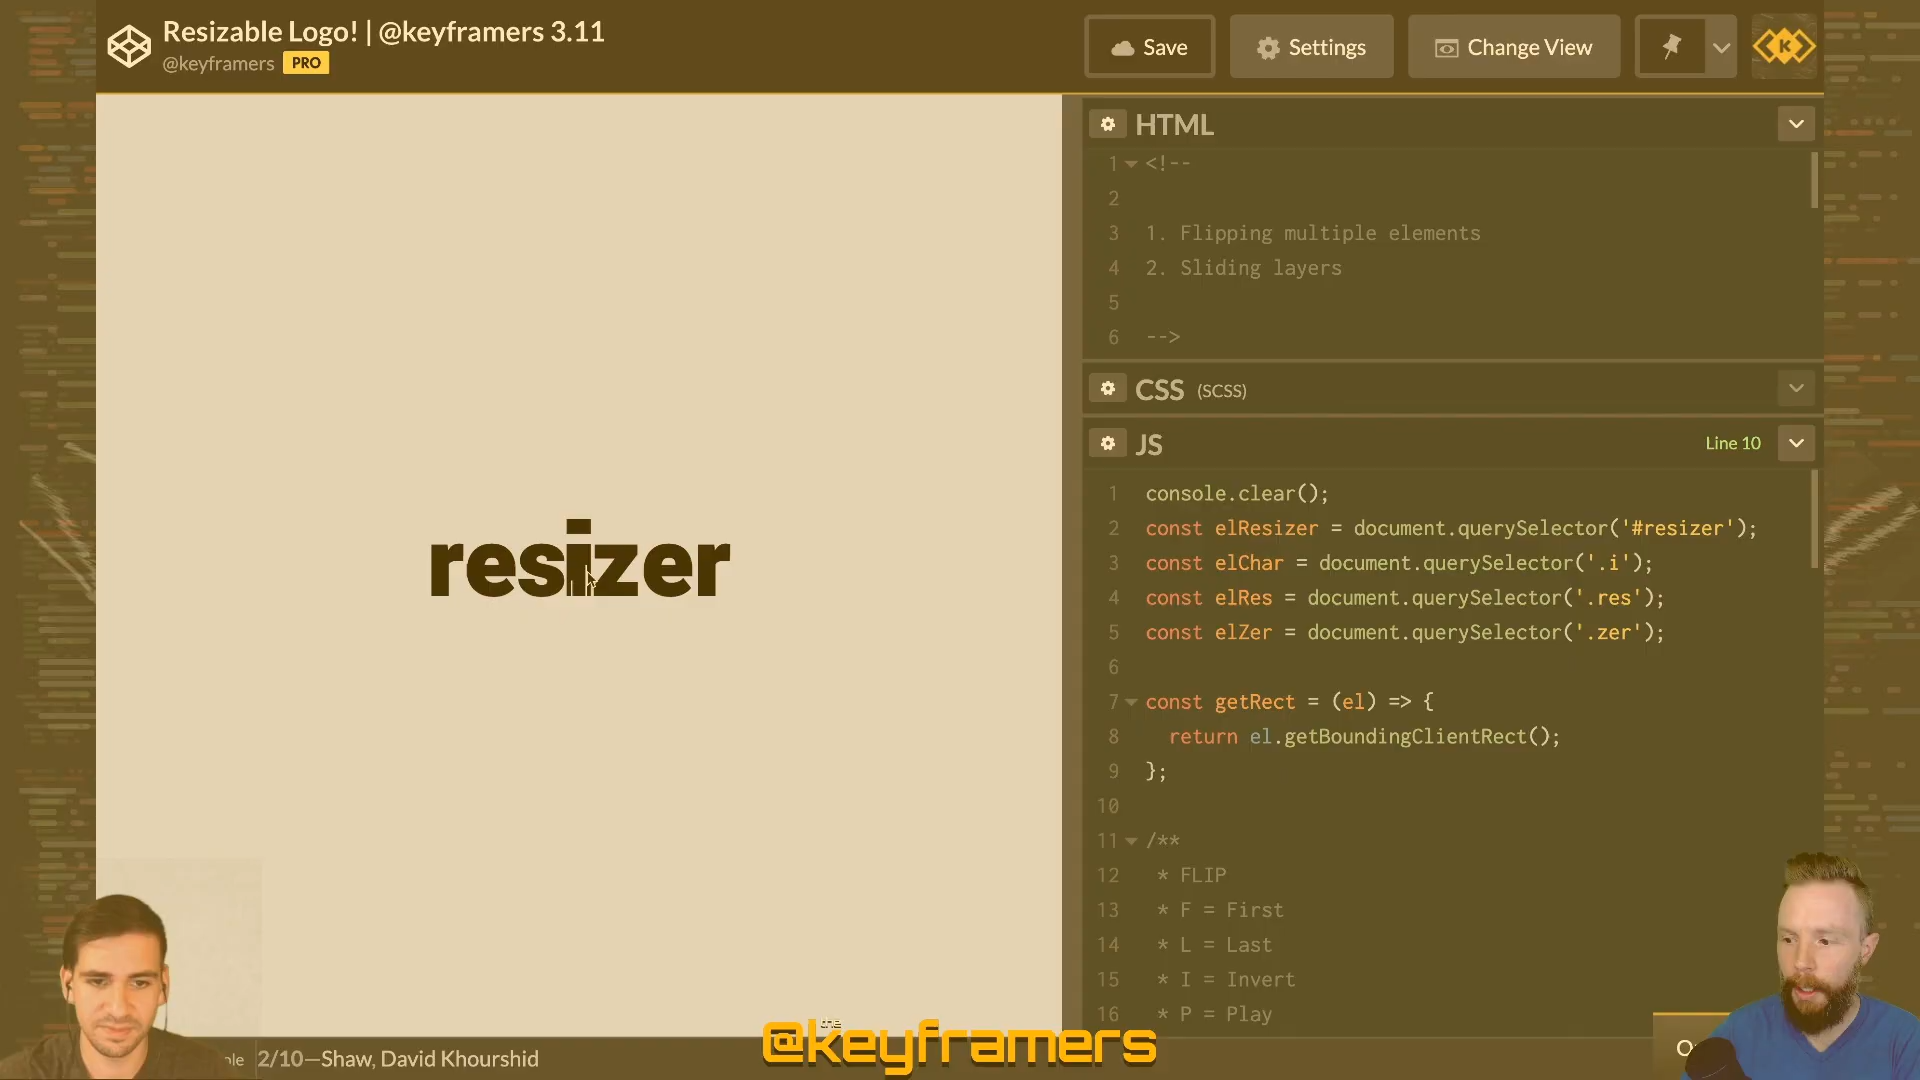 Resizable Logo! | @keyframers 3.11
@keyframers PRO
Save
Settings
Change View
K
HTML
1 <!--
2
3 1. Flipping multiple elements
4 2. Sliding layers
5
6 -->
CSS (SCSS)
JS
Line 10
1 console.clear();
2 const elResizer = document.querySelector('#resizer');
3 const elChar = document.querySelector('.i');
4 const elRes = document.querySelector('.res');
5 const elZer = document.querySelector('.zer');
6
7 const getRect = (el) => {
8 return el.getBoundingClientRect();
9 };
10
11 /**
12 * FLIP
13 * F = First
14 * L = Last
15 * I = Invert
16 * P = Play
resizer
ole 2/10—Shaw, David Khourshid
the
@keyframers